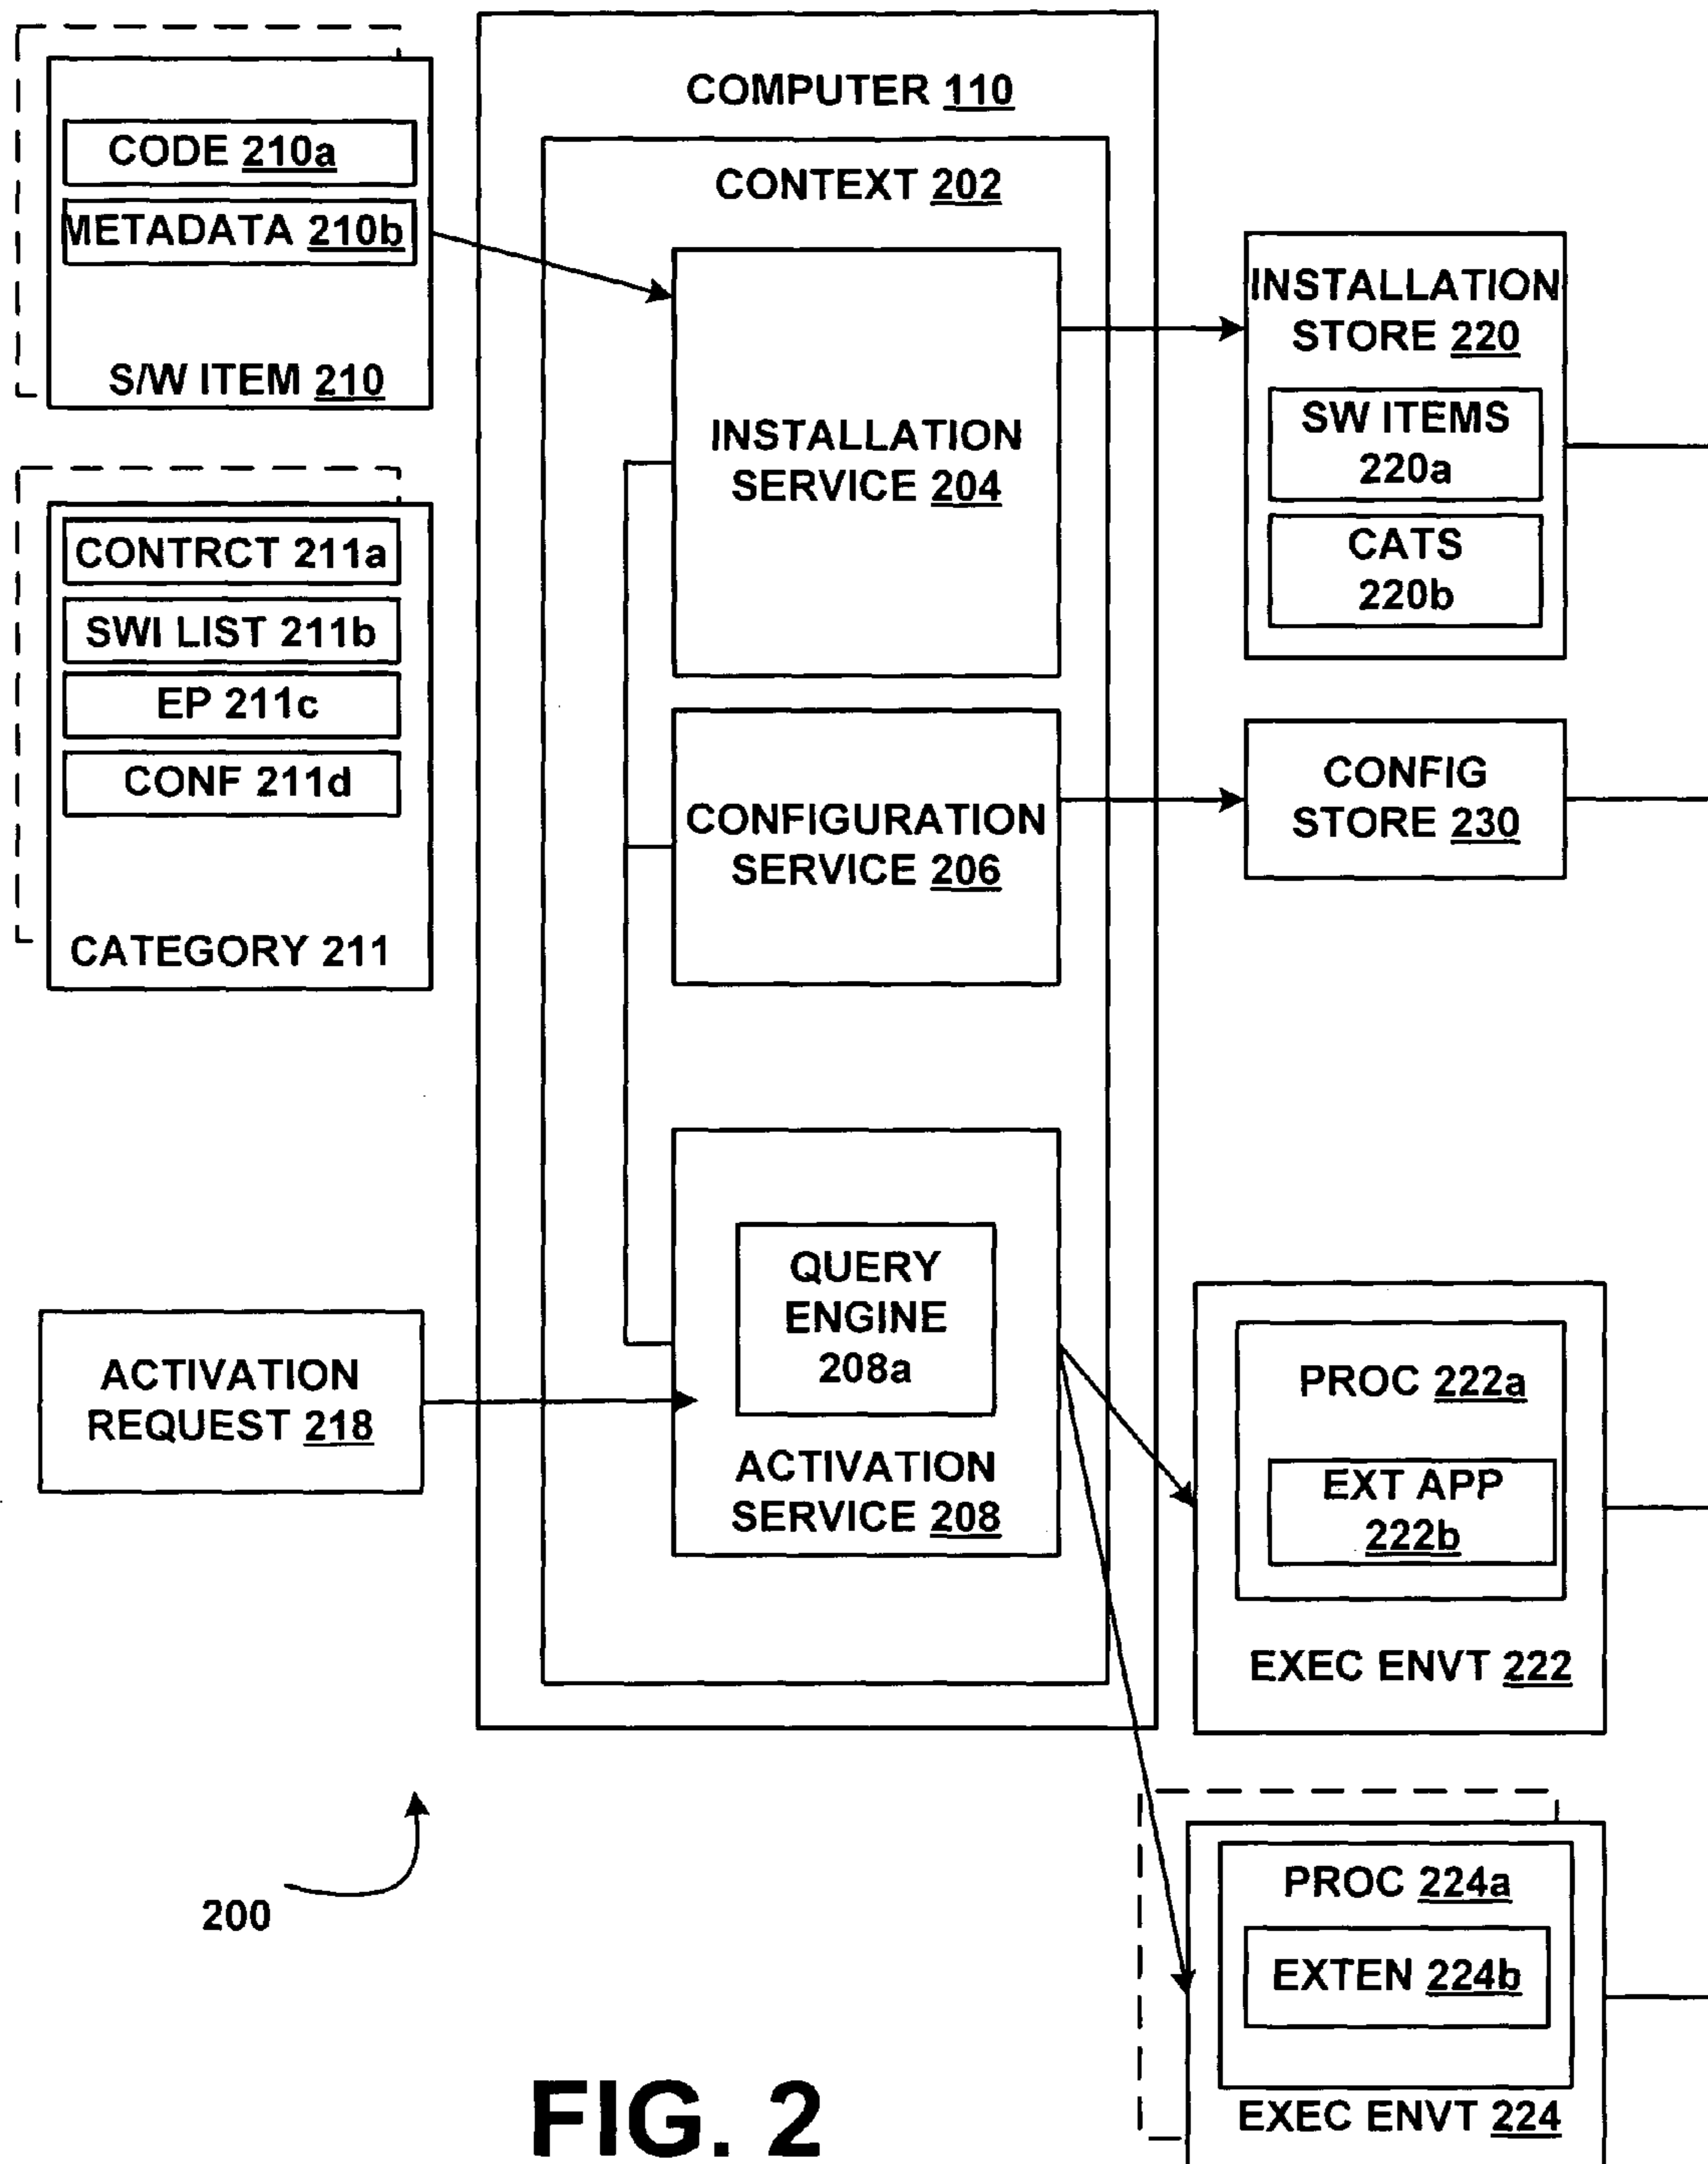 COMPUTER 110
CONTEXT 202
CODE 210a
METADATA 210b
S/W ITEM 210
CONTRCT 211a
SWI LIST 211b
EP 211c
CONF 211d
CATEGORY 211
ACTIVATION
REQUEST 218
INSTALLATION
SERVICE 204
CONFIGURATION
SERVICE 206
QUERY
ENGINE
208a
ACTIVATION
SERVICE 208
INSTALLATION
STORE 220
SW ITEMS
220a
CATS
220b
CONFIG
STORE 230
PROC 222a
EXT APP
222b
EXEC ENVT 222
PROC 224a
EXTEN 224b
EXEC ENVT 224
200
FIG. 2